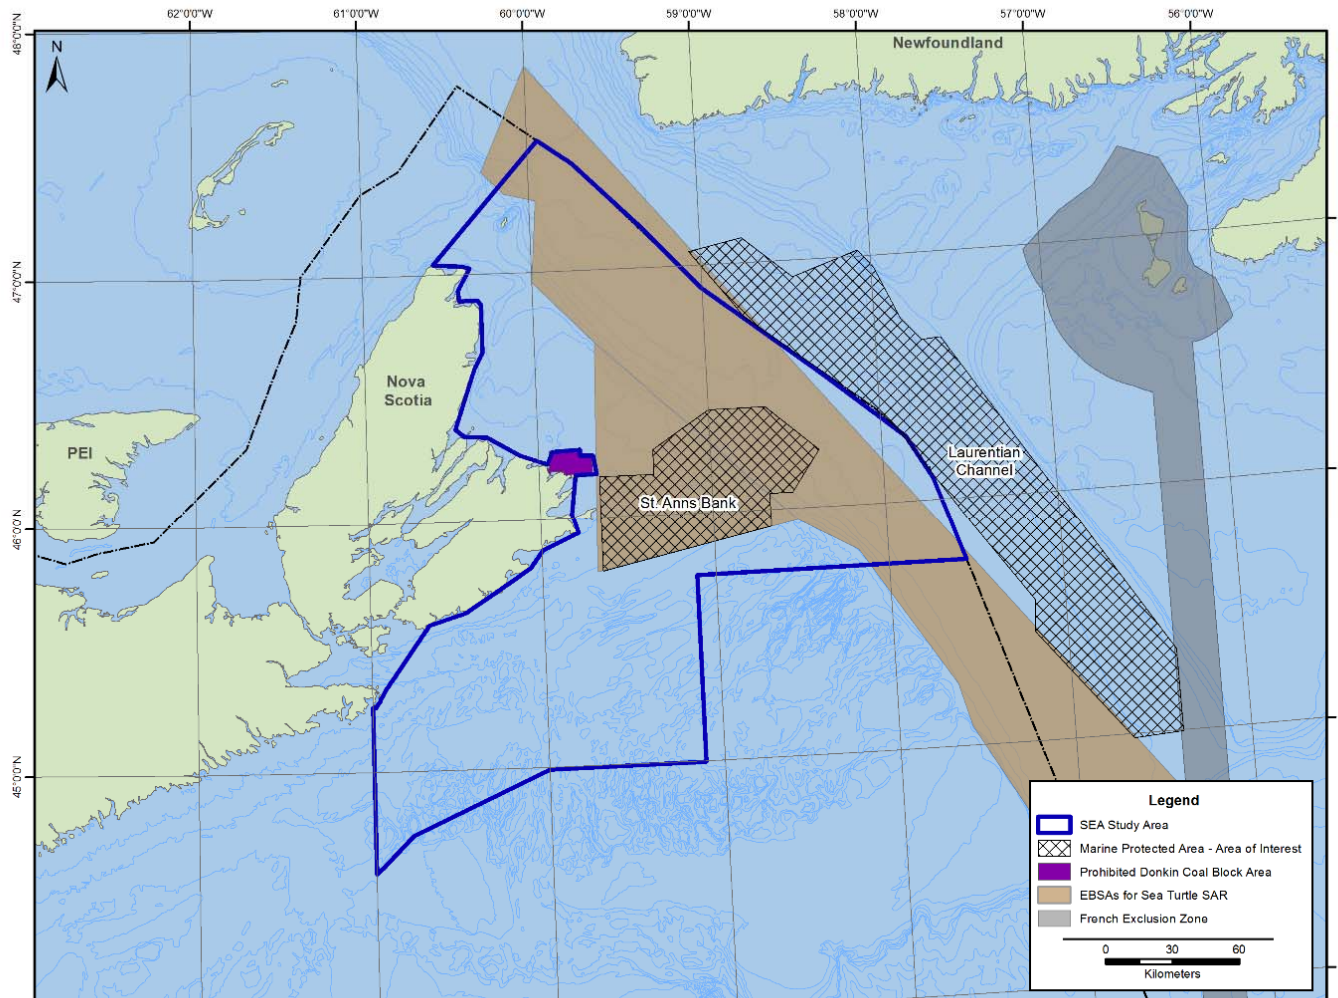 62°0'0"W 61°0'0"W 60°0'0"W 59°0'0"W 58°0'0"W 57°0'0"W 56°0'0"W
48°0'0"N
N
Newfoundland
47°0'0"N
Nova
Scotia
PEI
Laurentian
Channel
St. Anns Bank
46°0'0"N
45°0'0"N
Legend
SEA Study Area
Marine Protected Area - Area of Interest
Prohibited Donkin Coal Block Area
EBSAs for Sea Turtle SAR
French Exclusion Zone
0 30 60
Kilometers